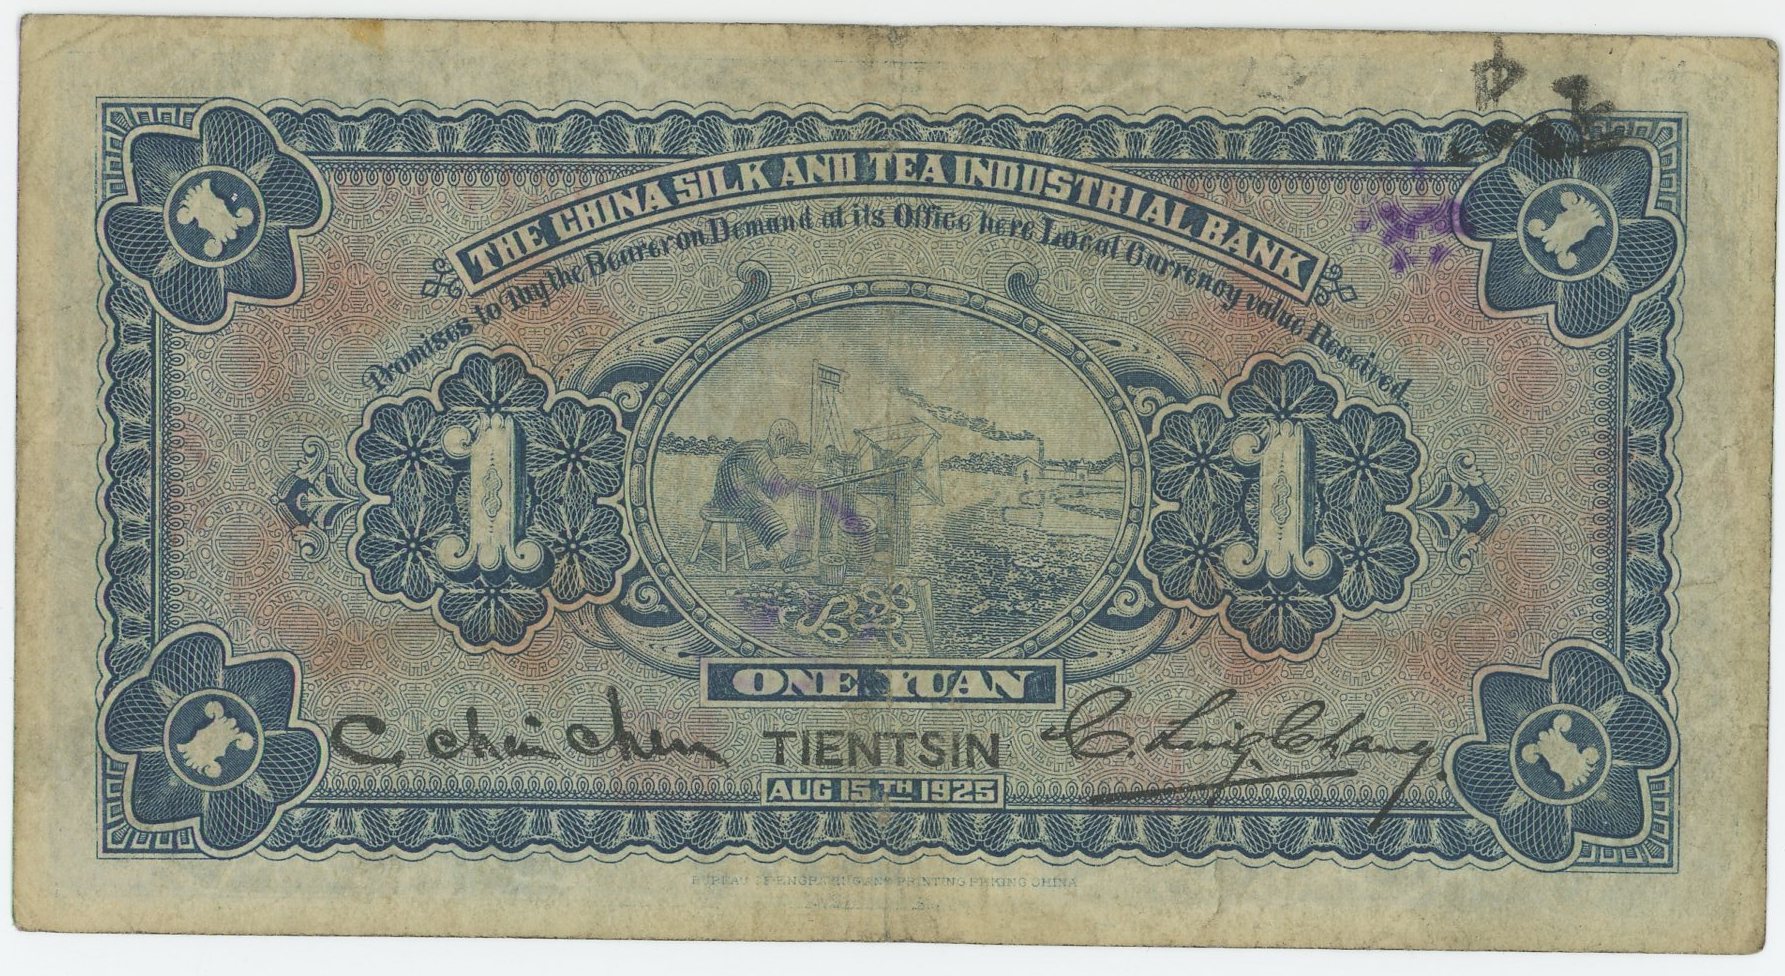 THE CHINA SILK AND TEA INDUSTRIAL BANK
Promises to Pay the Bearer on Demand at its Office here Local Currency value Received
1 1
ONE YUAN
TIENTSIN
AUG 15TH 1925
BUREAU OF ENGRAVING AND PRINTING PEKING CHINA